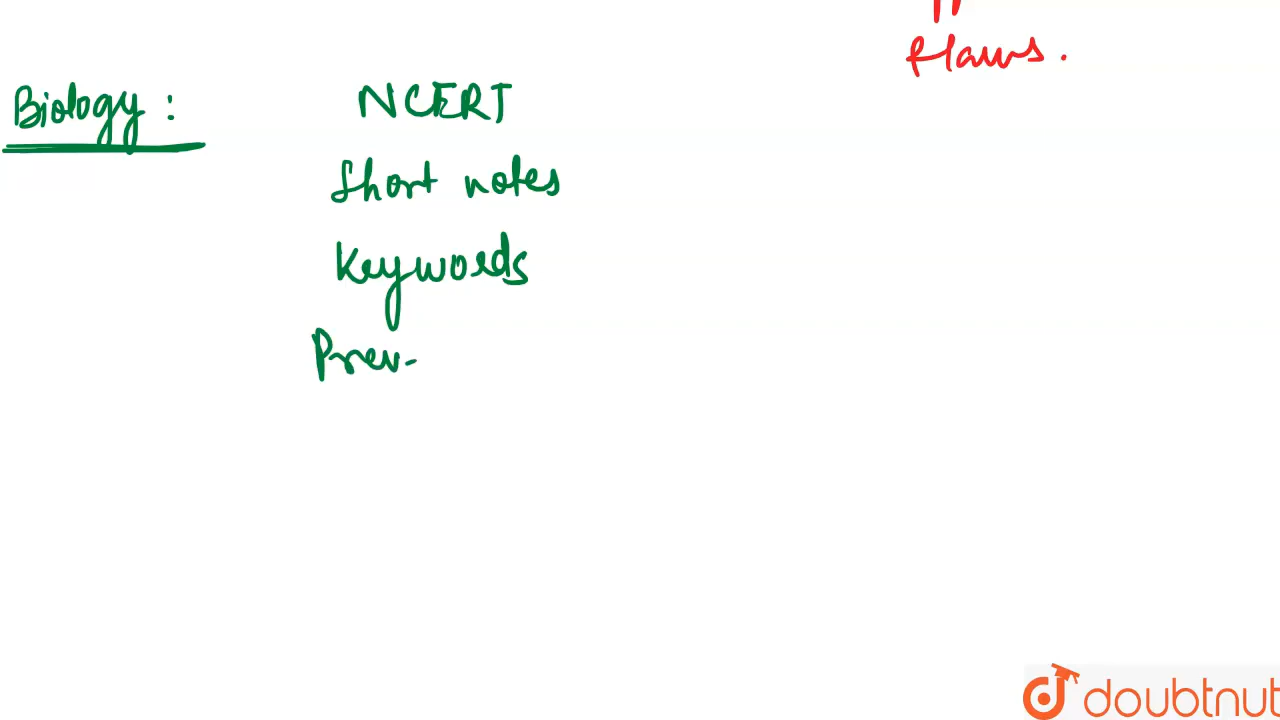 flaws.
Biology : NCERT
Short notes
Keywords
Prev-
doubtnut